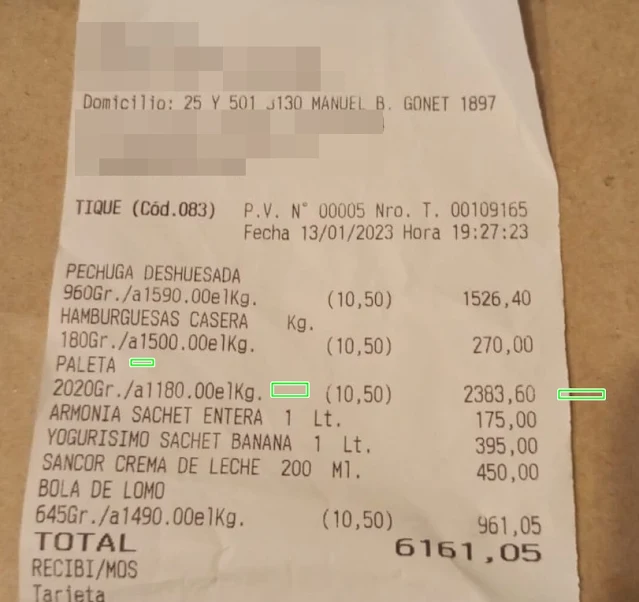 Domicilio: 25 Y 501 J130 MANUEL B. GONET 1897
TIQUE (Cód.083) P.V. N° 00005 Nro. T. 00109165
Fecha 13/01/2023 Hora 19:27:23
PECHUGA DESHUESADA
960Gr./a1590.00elKg. (10,50) 1526,40
HAMBURGUESAS CASERA Kg.
180Gr./a1500.00elKg. (10,50) 270,00
PALETA
2020Gr./a1180.00elKg. (10,50) 2383,60
ARMONIA SACHET ENTERA 1 Lt. 175,00
YOGURISIMO SACHET BANANA 1 Lt. 395,00
SANCOR CREMA DE LECHE 200 Ml. 450,00
BOLA DE LOMO
645Gr./a1490.00elKg. (10,50) 961,05
TOTAL 6161,05
RECIBI/MOS
Tarjeta